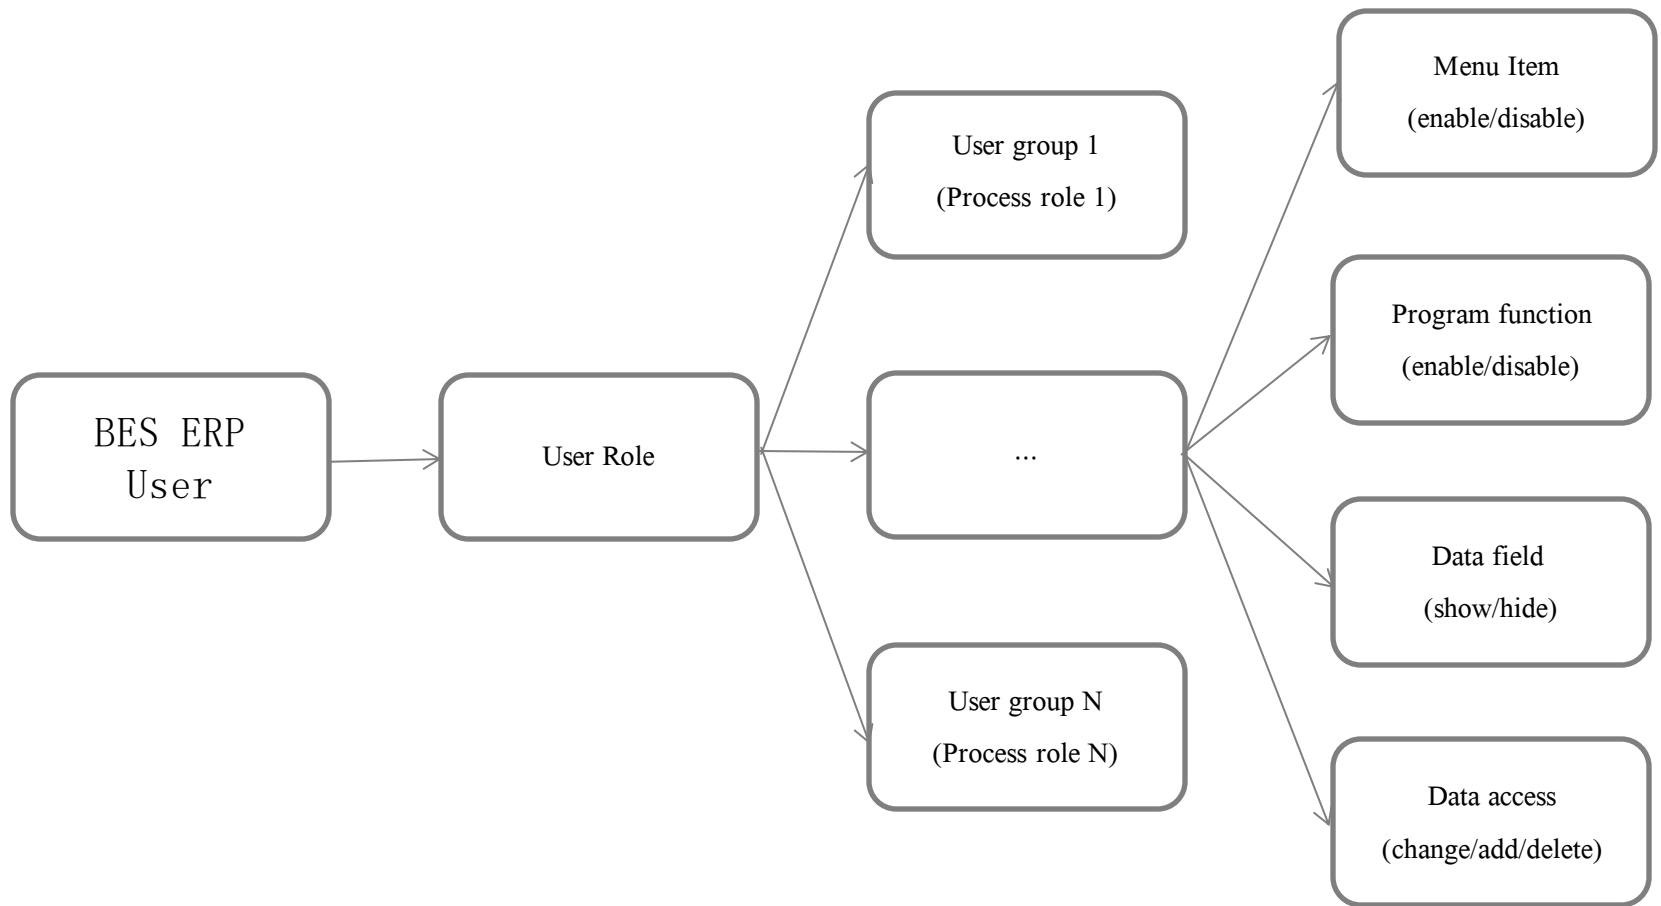 BES ERP
User
User Role
User group 1
(Process role 1)
...
User group N
(Process role N)
Menu Item
(enable/disable)
Program function
(enable/disable)
Data field
(show/hide)
Data access
(change/add/delete)